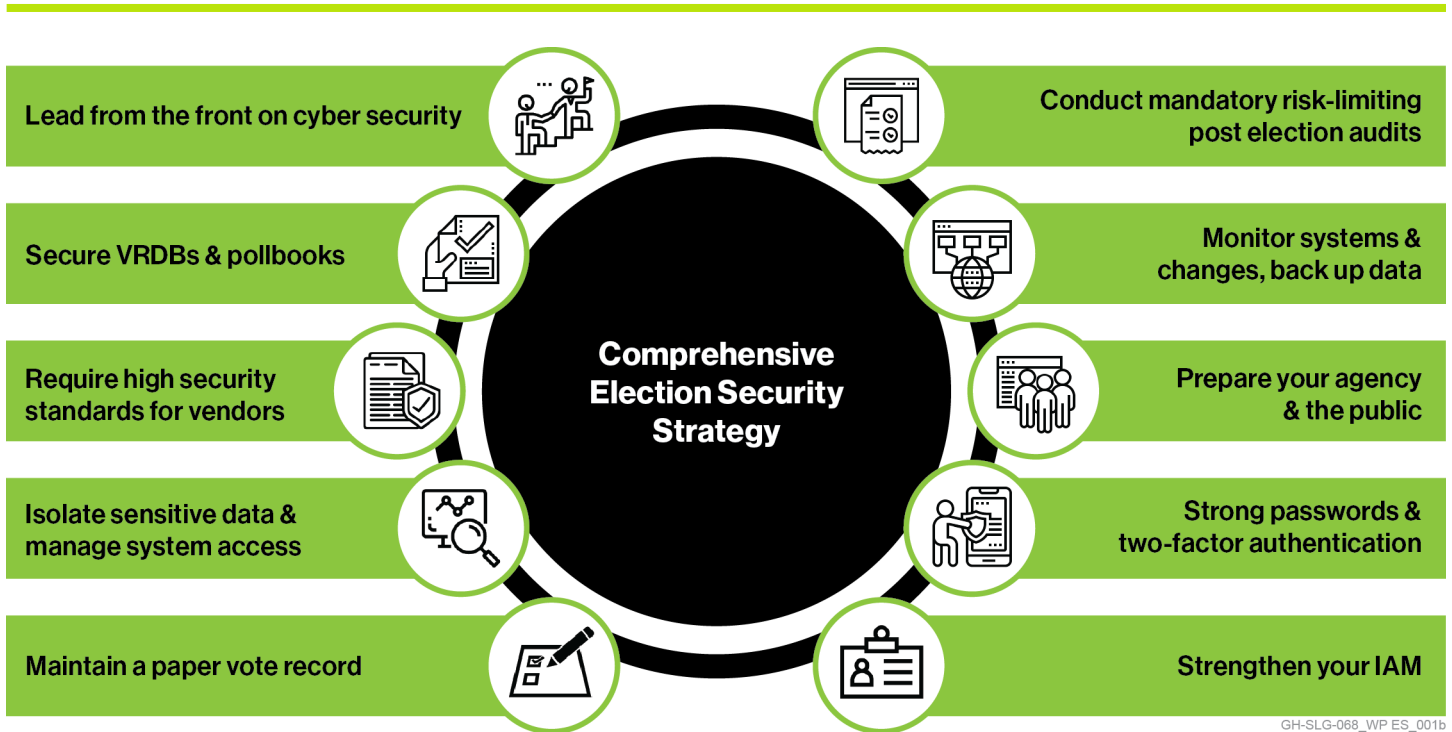 Lead from the front on cyber security
Secure VRDBs & pollbooks
Require high security
standards for vendors
Isolate sensitive data &
manage system access
Maintain a paper vote record
Comprehensive
Election Security
Strategy
Conduct mandatory risk-limiting
post election audits
Monitor systems &
changes, back up data
Prepare your agency
& the public
Strong passwords &
two-factor authentication
Strengthen your IAM
GH-SLG-068_WP ES_001b